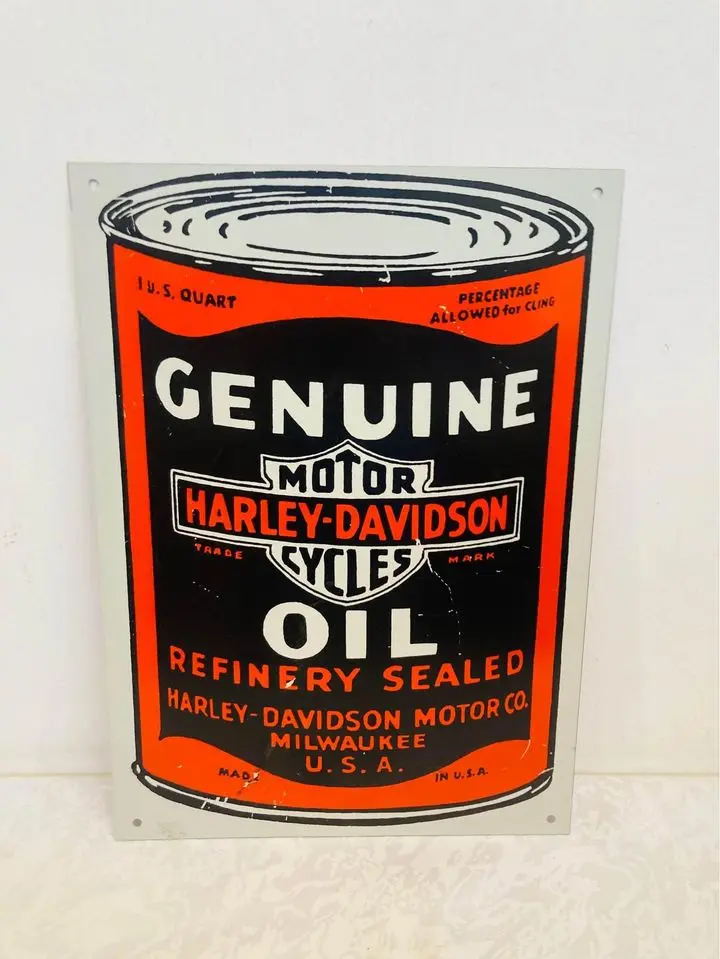 1 U.S. QUART
PERCENTAGE
ALLOWED for CLING
GENUINE
MOTOR
HARLEY-DAVIDSON
CYCLES
TRADE MARK
OIL
REFINERY SEALED
HARLEY-DAVIDSON MOTOR CO.
MILWAUKEE
U. S. A.
MADE IN U.S.A.